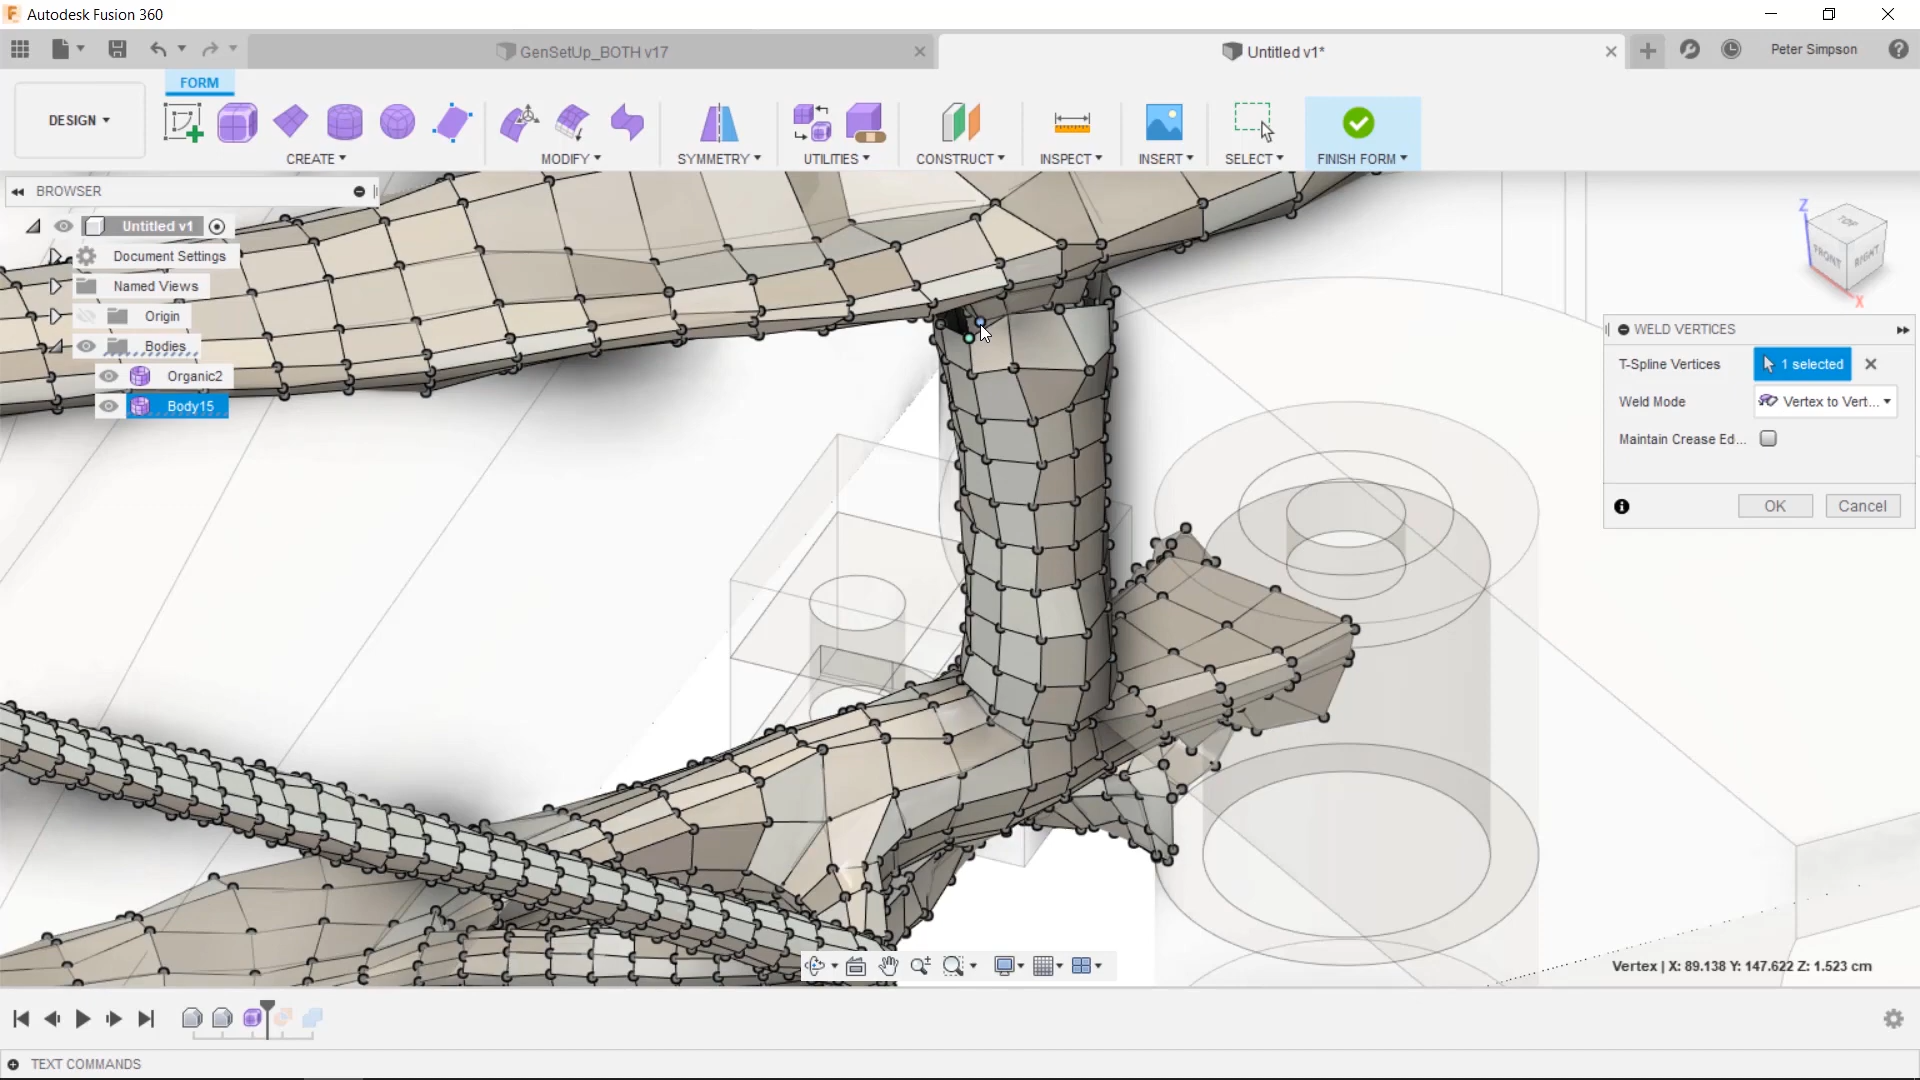 Autodesk Fusion 360
GenSetUp_BOTH v17
Untitled v1*
Peter Simpson
FORM
DESIGN
CREATE
MODIFY
SYMMETRY
UTILITIES
CONSTRUCT
INSPECT
INSERT
SELECT
FINISH FORM
BROWSER
Untitled v1
Document Settings
Named Views
Origin
Bodies
Organic2
Body15
Z
TOP
FRONT
RIGHT
X
WELD VERTICES
T-Spline Vertices
1 selected
Weld Mode
Vertex to Vert...
Maintain Crease Ed...
OK
Cancel
Vertex | X: 89.138 Y: 147.622 Z: 1.523 cm
TEXT COMMANDS